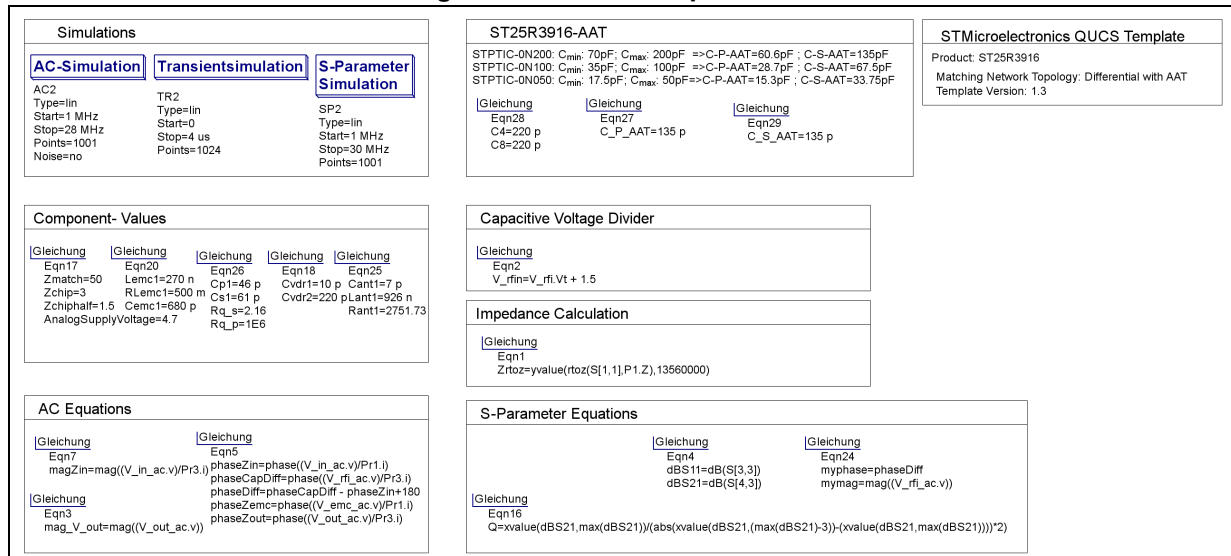 Simulations
AC-Simulation
AC2
Type=lin
Start=1 MHz
Stop=28 MHz
Points=1001
Noise=no
Transientsimulation
TR2
Type=lin
Start=0
Stop=4 us
Points=1024
S-Parameter
Simulation
SP2
Type=lin
Start=1 MHz
Stop=30 MHz
Points=1001
ST25R3916-AAT
STPTIC-0N200: Cmin: 70pF; Cmax: 200pF =>C-P-AAT=60.6pF ; C-S-AAT=135pF
STPTIC-0N100: Cmin: 35pF; Cmax: 100pF =>C-P-AAT=28.7pF ; C-S-AAT=67.5pF
STPTIC-0N050: Cmin: 17.5pF; Cmax: 50pF=>C-P-AAT=15.3pF ; C-S-AAT=33.75pF
Gleichung
Eqn28
C4=220 p
C8=220 p
Gleichung
Eqn27
C_P_AAT=135 p
Gleichung
Eqn29
C_S_AAT=135 p
STMicroelectronics QUCS Template
Product: ST25R3916
Matching Network Topology: Differential with AAT
Template Version: 1.3
Component- Values
Gleichung
Eqn17
Zmatch=50
Zchip=3
Zchiphalf=1.5
AnalogSupplyVoltage=4.7
Gleichung
Eqn20
Lemc1=270 n
RLemc1=500 m
Cemc1=680 p
Gleichung
Eqn26
Cp1=46 p
Cs1=61 p
Rq_s=2.16
Rq_p=1E6
Gleichung
Eqn18
Cvdr1=10 p
Cvdr2=220 p
Gleichung
Eqn25
Cant1=7 p
Lant1=926 n
Rant1=2751.73
Capacitive Voltage Divider
Gleichung
Eqn2
V_rfin=V_rfi.Vt + 1.5
Impedance Calculation
Gleichung
Eqn1
Zrtoz=yvalue(rtoz(S[1,1],P1.Z),13560000)
AC Equations
Gleichung
Eqn7
magZin=mag((V_in_ac.v)/Pr3.i)
Gleichung
Eqn3
mag_V_out=mag((V_out_ac.v))
Gleichung
Eqn5
phaseZin=phase((V_in_ac.v)/Pr1.i)
phaseCapDiff=phase((V_rfi_ac.v)/Pr3.i)
phaseDiff=phaseCapDiff - phaseZin+180
phaseZemc=phase((V_emc_ac.v)/Pr1.i)
phaseZout=phase((V_out_ac.v)/Pr3.i)
S-Parameter Equations
Gleichung
Eqn4
dBS11=dB(S[3,3])
dBS21=dB(S[4,3])
Gleichung
Eqn24
myphase=phaseDiff
mymag=mag((V_rfi_ac.v))
Gleichung
Eqn16
Q=xvalue(dBS21,max(dBS21))/(abs(xvalue(dBS21,(max(dBS21)-3))-(xvalue(dBS21,max(dBS21))))*2)